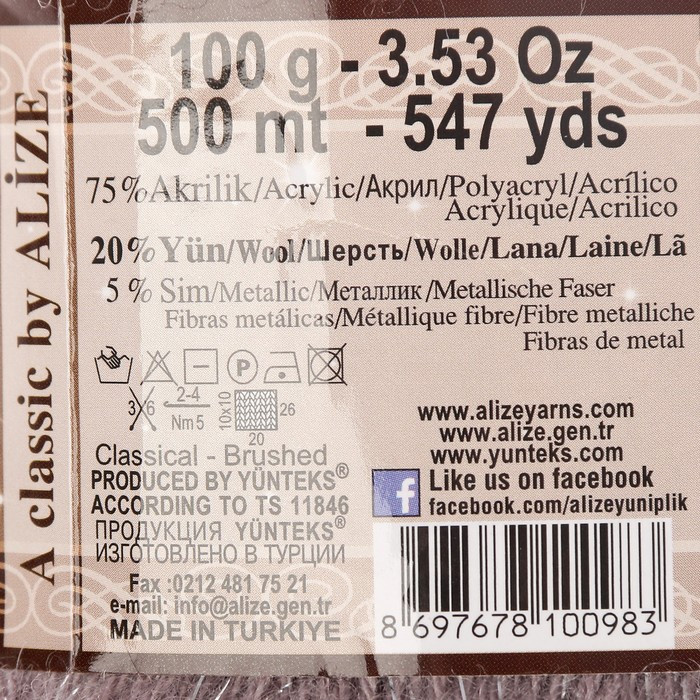 A classic by ALİZE
100 g - 3.53 Oz
500 mt - 547 yds
75%Akrilik/Acrylic/Акрил/Polyacryl/Acrílico
Acrylique/Acrilico
20%Yün/Wool/Шерсть/Wolle/Lana/Laine/Lã
5 % Sim/Metallic/Металлик/Metallische Faser
Fibras metálicas/Métallique fibre/Fibre metalliche
Fibras de metal
P
3 6
2-4
Nm 5
10x10
26
20
Classical - Brushed
PRODUCED BY YÜNTEKS®
ACCORDING TO TS 11846
ПРОДУКЦИЯ YÜNTEKS®
ИЗГОТОВЛЕНО В ТУРЦИИ
Fax :0212 481 75 21
e-mail: info@alize.gen.tr
MADE IN TURKIYE
www.alizeyarns.com
www.alize.gen.tr
www.yunteks.com
f Like us on facebook
facebook.com/alizeyuniplik
8 697678 100983